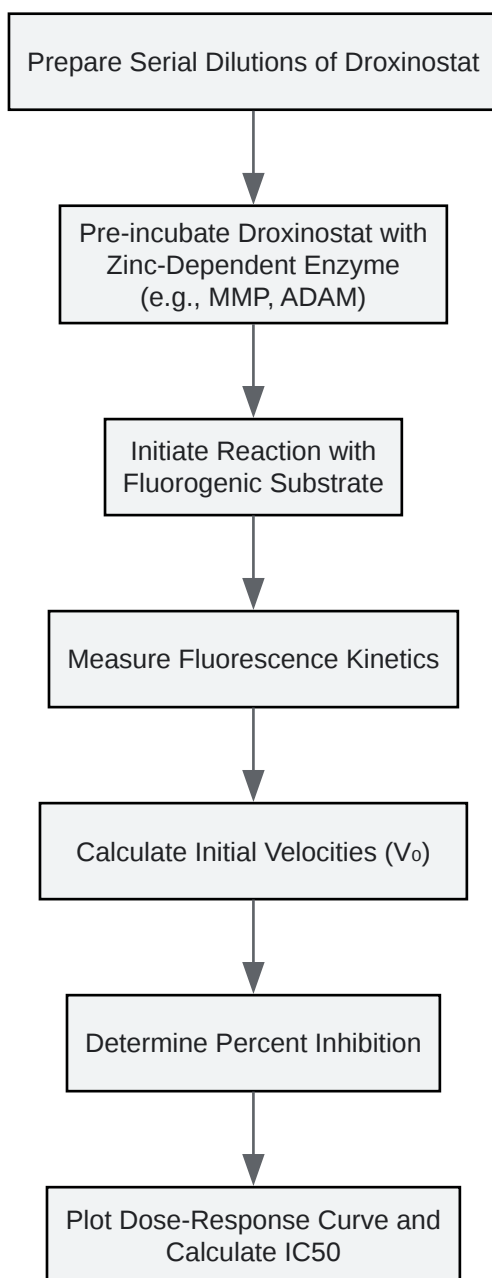 Prepare Serial Dilutions of Droxinostat
Pre-incubate Droxinostat with
Zinc-Dependent Enzyme
(e.g., MMP, ADAM)
Initiate Reaction with
Fluorogenic Substrate
Measure Fluorescence Kinetics
Calculate Initial Velocities (V₀)
Determine Percent Inhibition
Plot Dose-Response Curve and
Calculate IC50